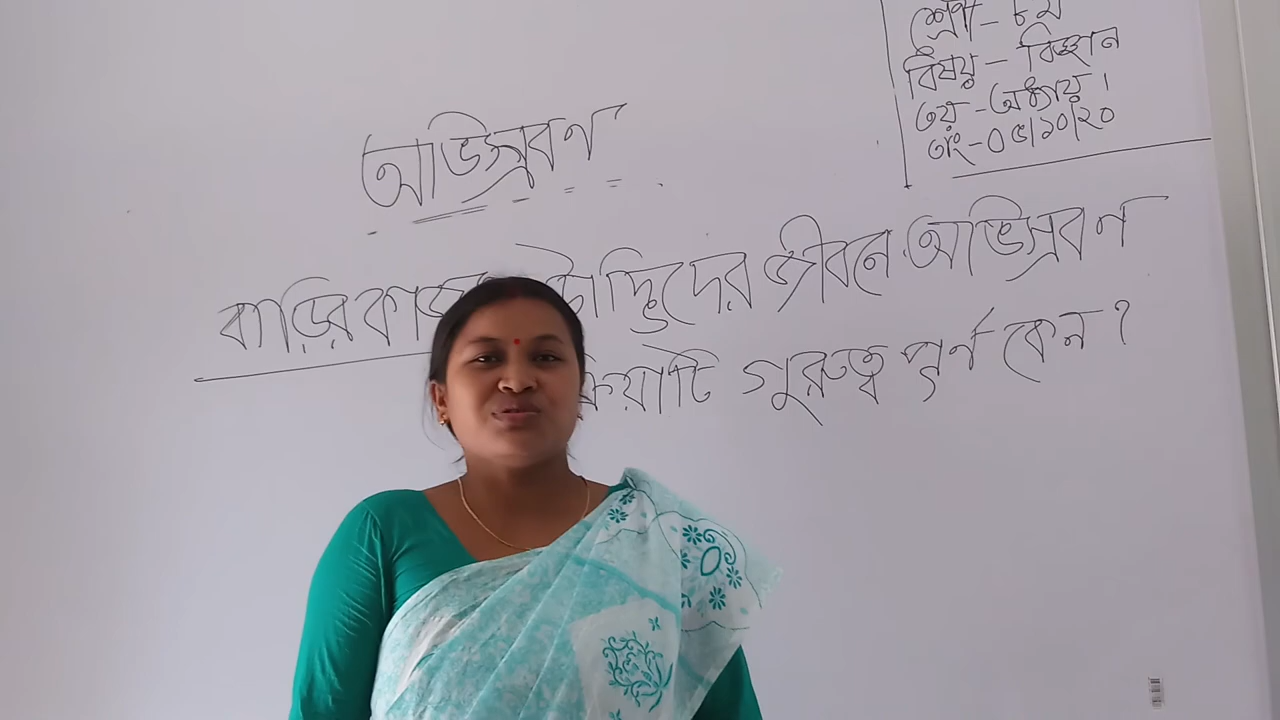 শ্রেণী - ৮ম
বিষয় - বিজ্ঞান
৩য় - অধ্যায়।
তাং - ০৫/১০/২০
অভিস্রবণ
বাড়ির কাজ উদ্ভিদের জীবনে অভিস্রবণ
গুরুত্বপূর্ন কেন?